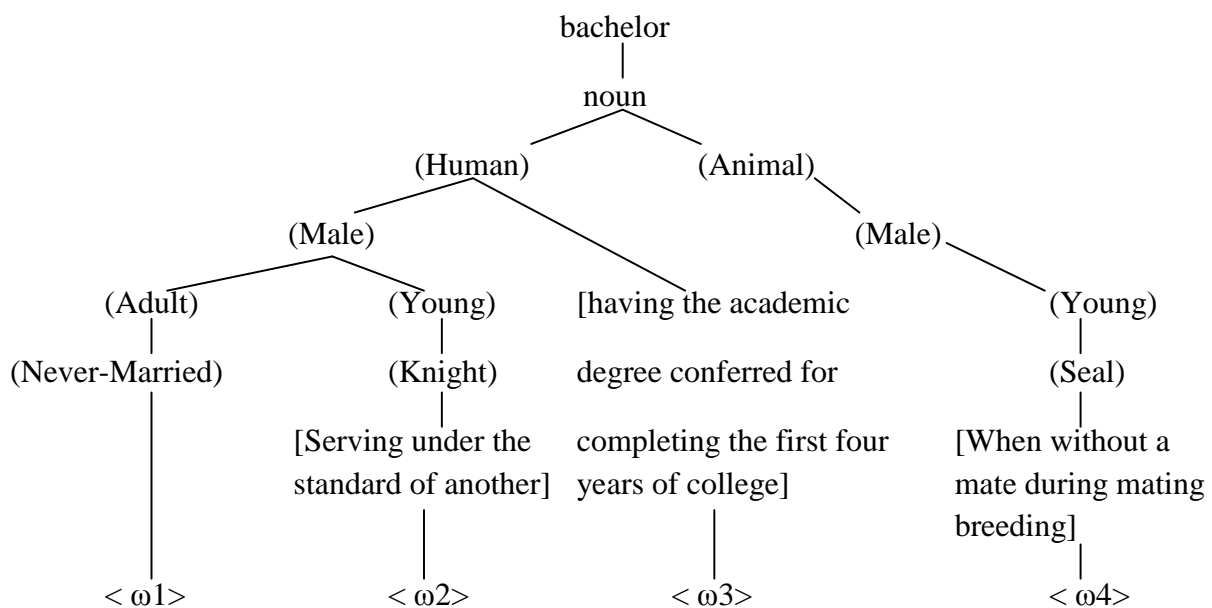 bachelor
noun
(Human) (Animal)
(Male) (Male)
(Adult) (Young) [having the academic (Young)
(Never-Married) (Knight) degree conferred for (Seal)
[Serving under the completing the first four [When without a
standard of another] years of college] mate during mating
breeding]
< ω1> < ω2> < ω3> < ω4>